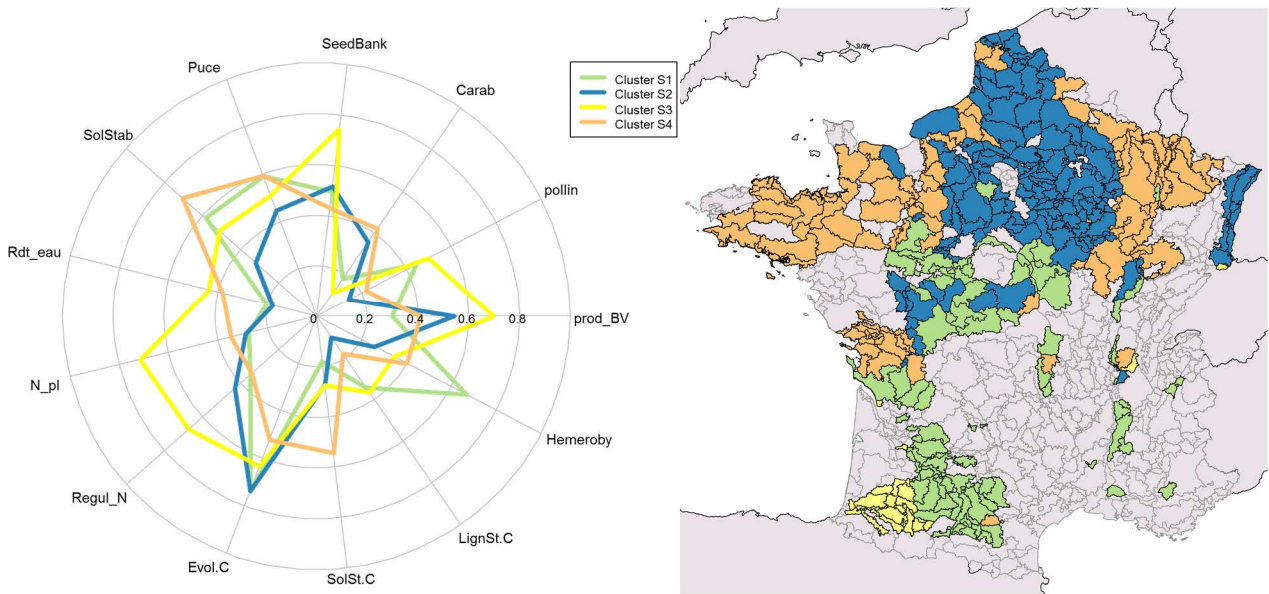 SeedBank
Puce
Carab
Cluster S1
Cluster S2
Cluster S3
Cluster S4
SolStab
pollin
Rdt_eau
0 0.2 0.4 0.6 0.8
prod_BV
N_pl
Hemeroby
Regul_N
LignSt.C
Evol.C
SolSt.C